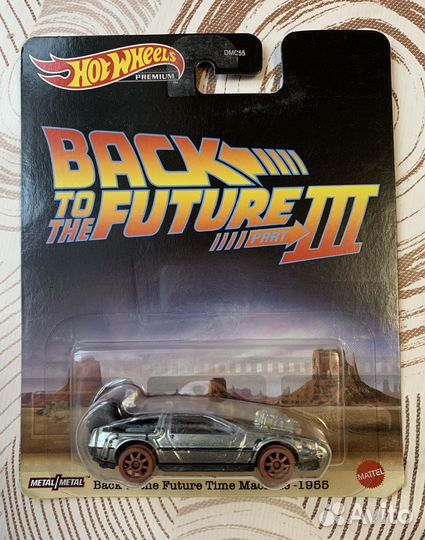 HOT WHEELS
PREMIUM
DMC55
BACK
TO THE FUTURE
PART III
METAL/METAL
Back the Future Time -1955
MATTEL
Avito